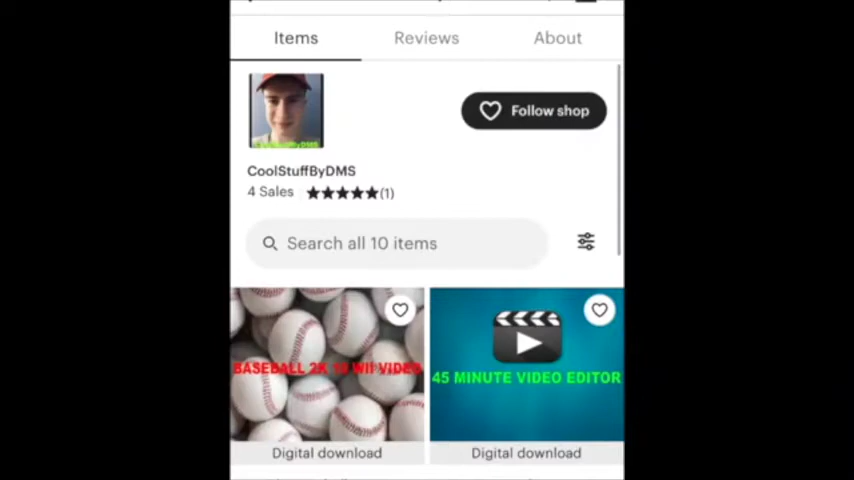 Items
Reviews
About
Follow shop
CoolStuffByDMS
4 Sales
(1)
Search all 10 items
45 MINUTE VIDEO EDITOR
Digital download
Digital download